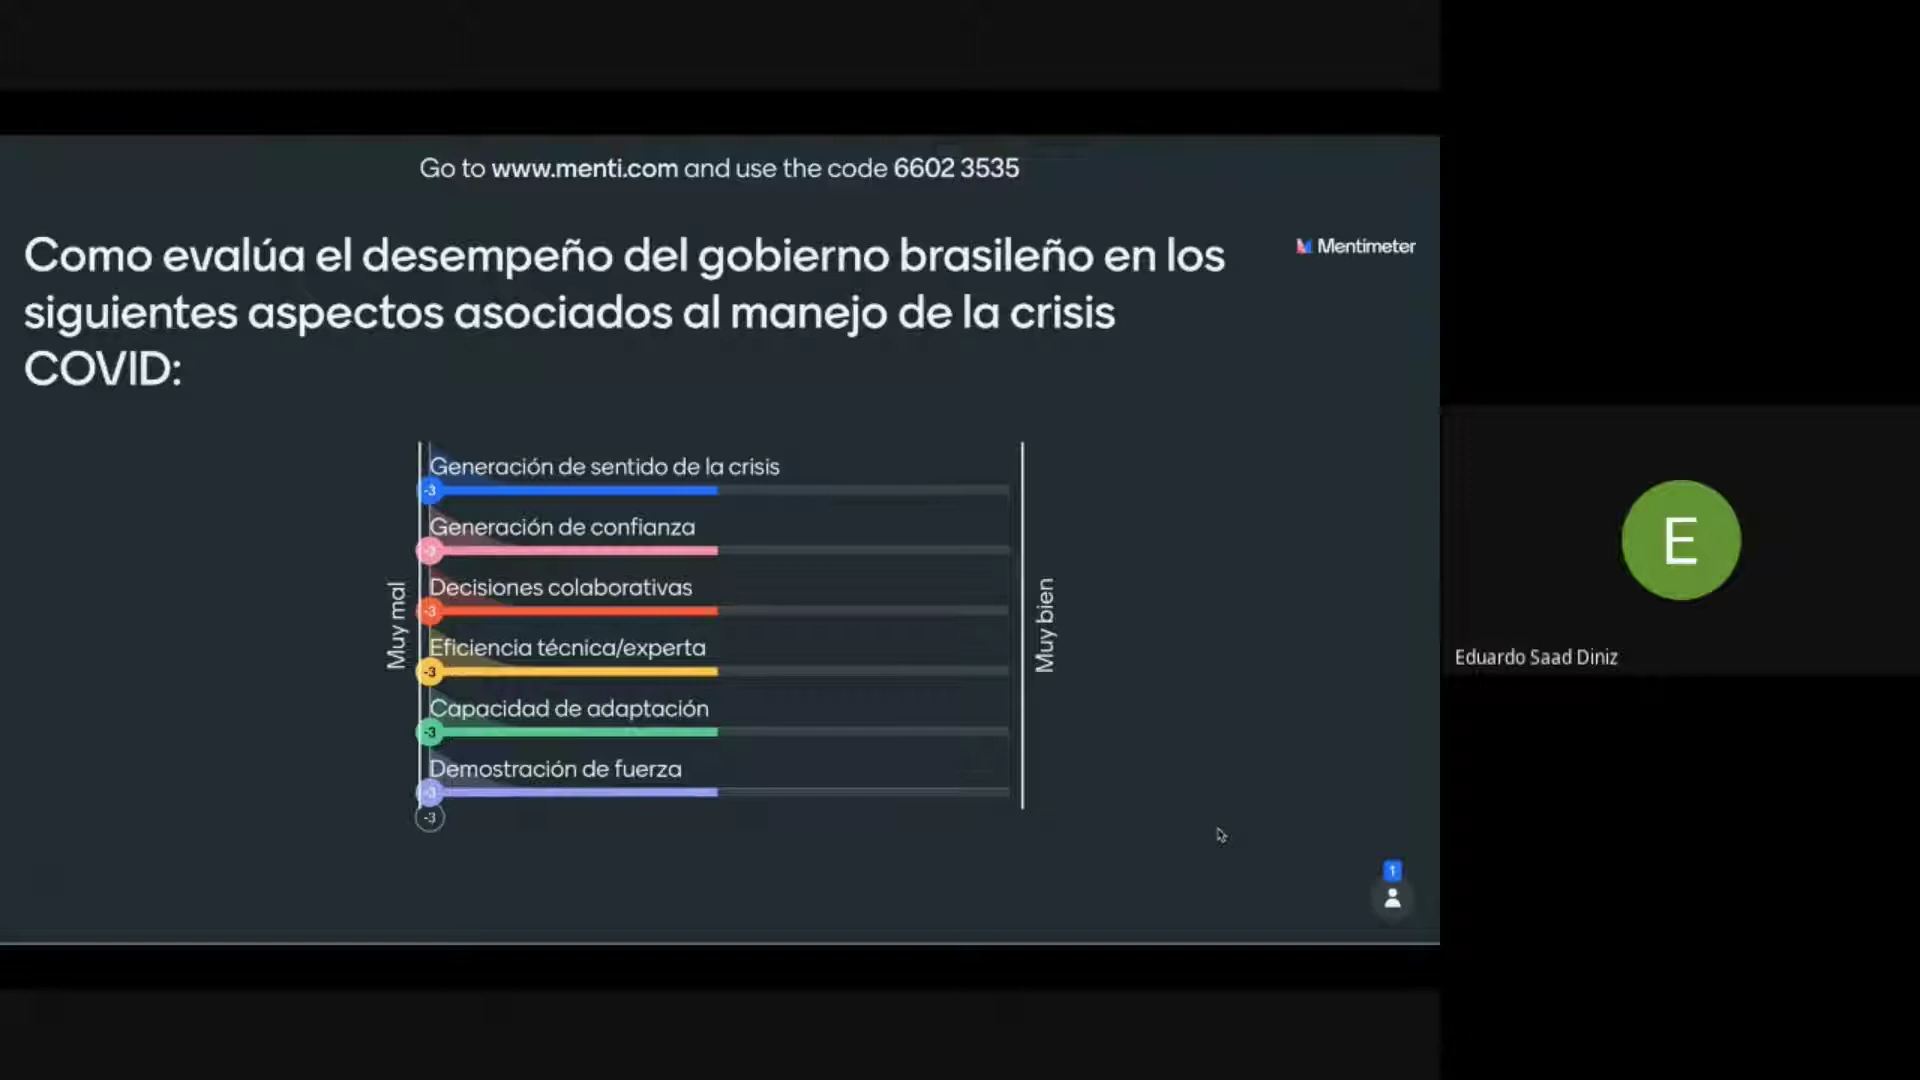 Go to www.menti.com and use the code 6602 3535
Como evalúa el desempeño del gobierno brasileño en los
siguientes aspectos asociados al manejo de la crisis
COVID:
Mentimeter
Muy mal
Generación de sentido de la crisis
-3
Generación de confianza
-3
Decisiones colaborativas
-3
Eficiencia técnica/experta
-3
Capacidad de adaptación
-3
Demostración de fuerza
-3
-3
Muy bien
1
E
Eduardo Saad Diniz